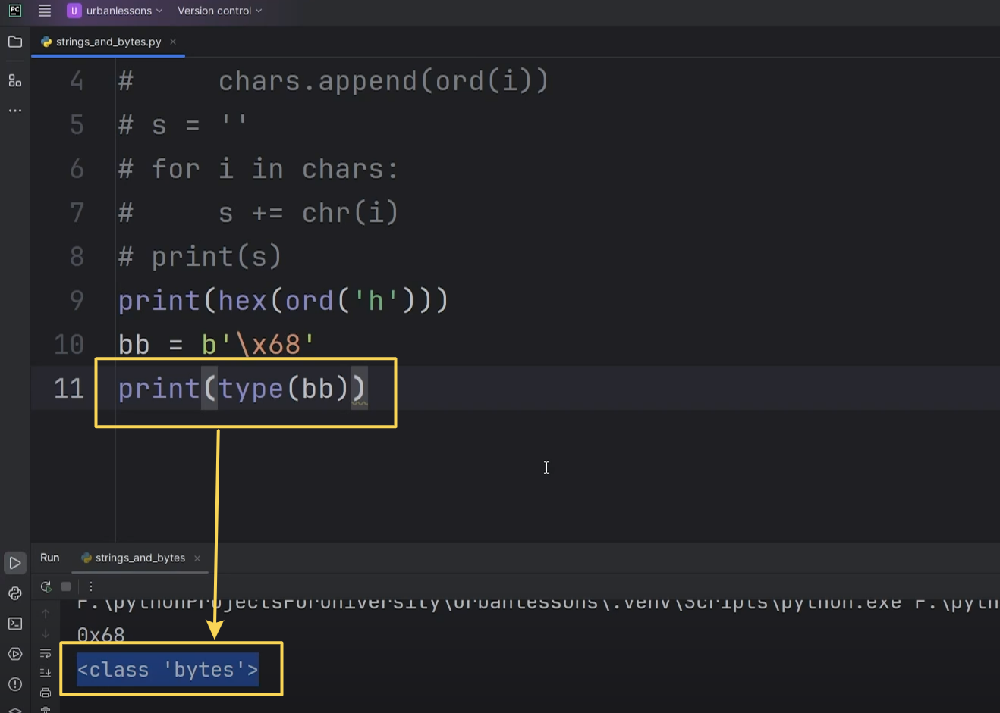 PC U urbanlessons Version control
strings_and_bytes.py
4 #     chars.append(ord(i))
5 # s = ''
6 # for i in chars:
7 #     s += chr(i)
8 # print(s)
9 print(hex(ord('h')))
10 bb = b'\x68'
11 print(type(bb))
Run strings_and_bytes
F:\pythonProjectsForUniversity\urbanlessons\.venv\Scripts\python.exe F:\pyth
0x68
<class 'bytes'>